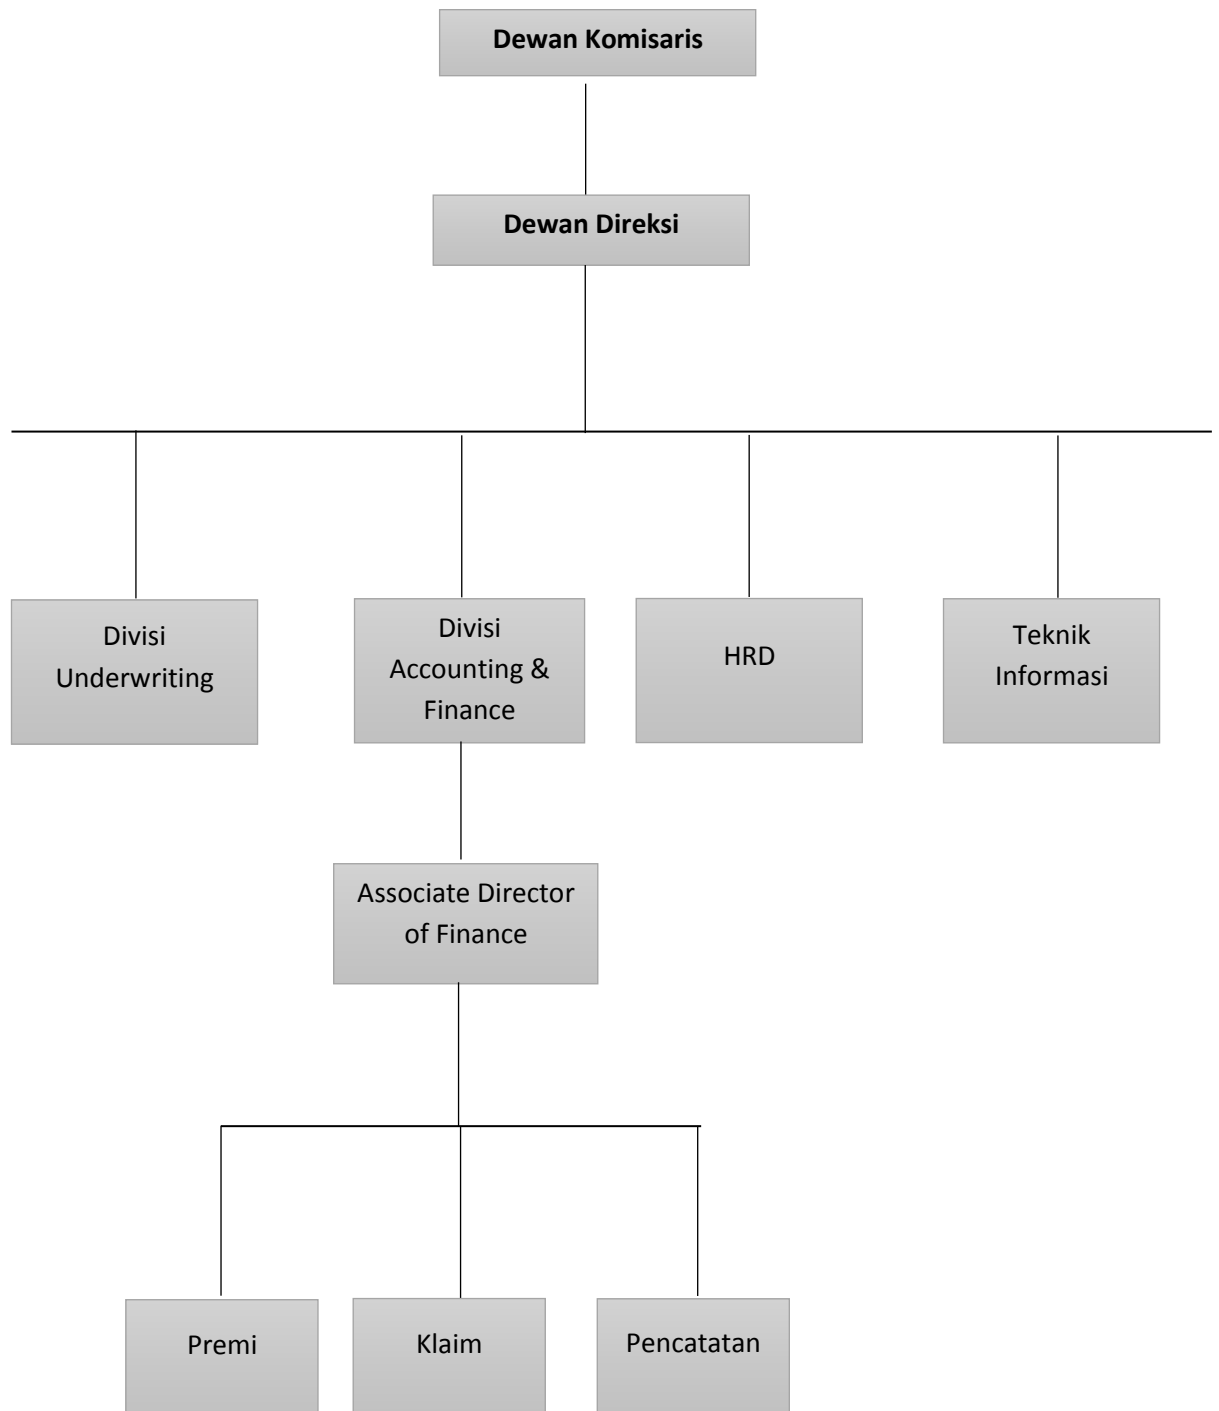 Dewan Komisaris
Dewan Direksi
Divisi
Underwriting
Divisi
Accounting &
Finance
HRD
Teknik
Informasi
Associate Director
of Finance
Premi
Klaim
Pencatatan